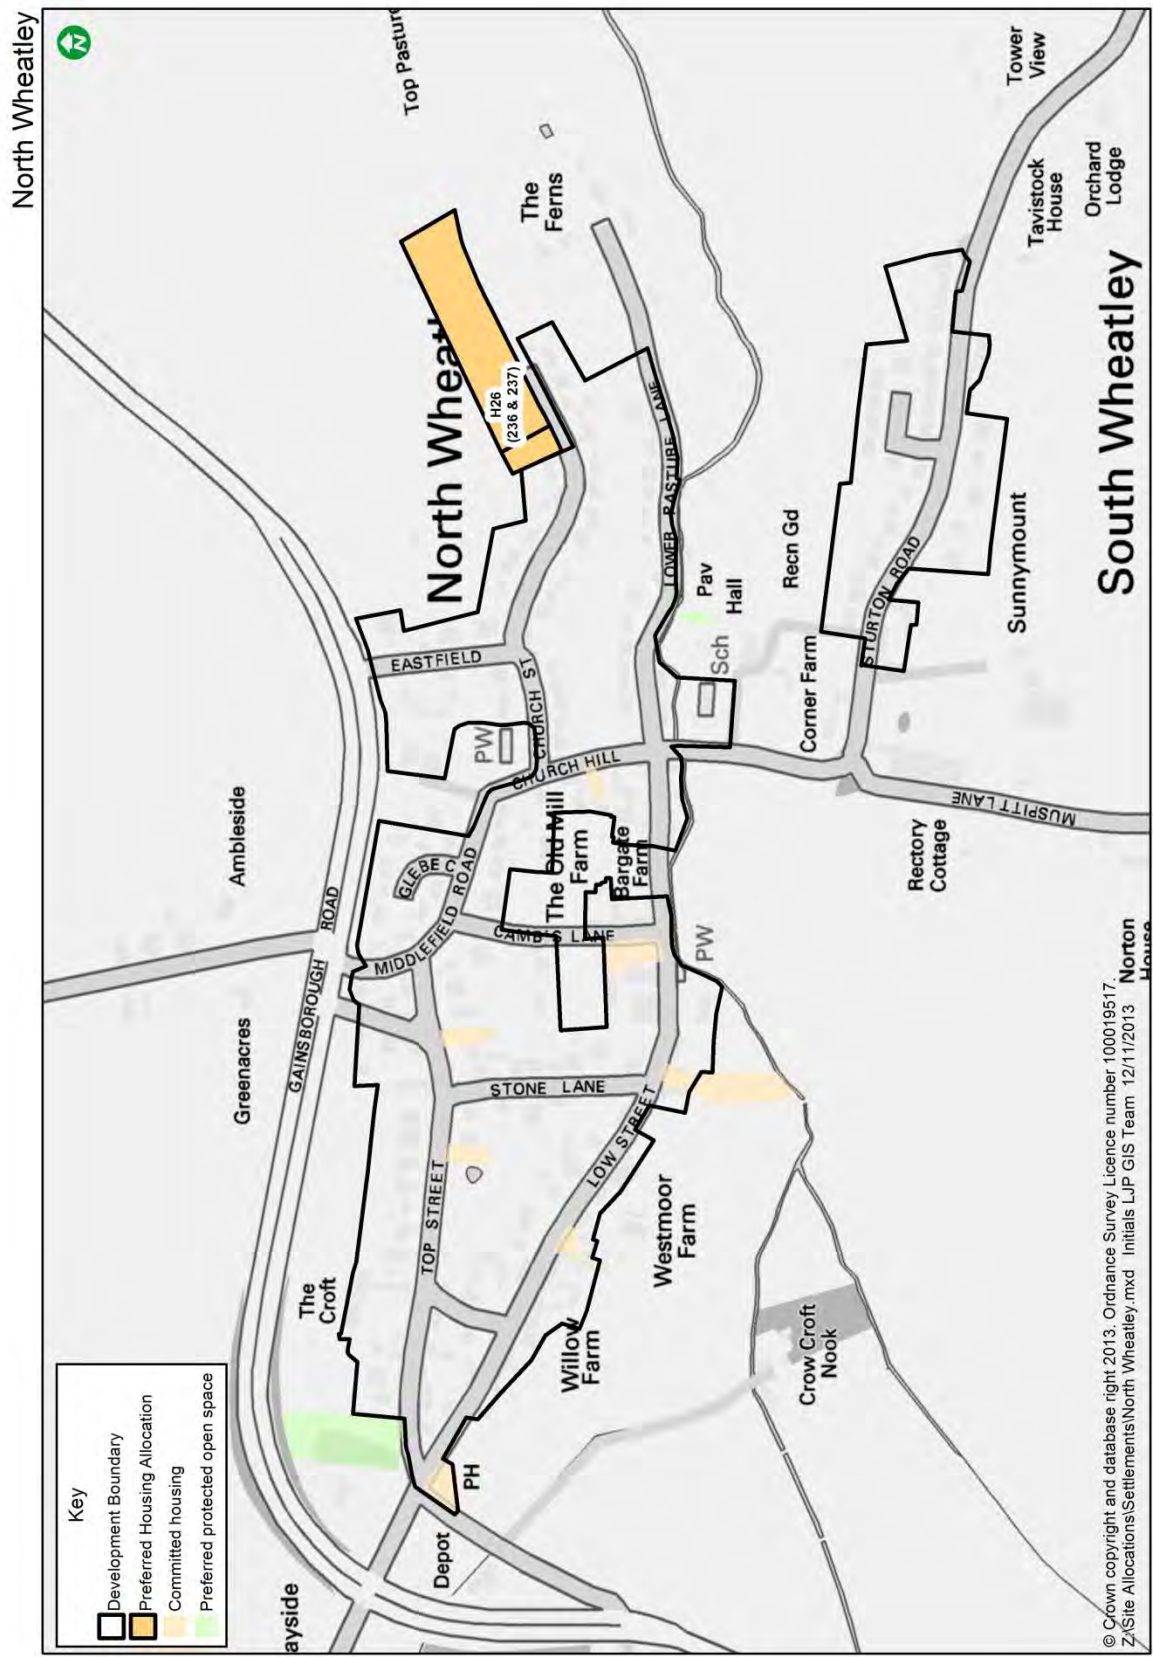 North Wheatley
N
Key
Development Boundary
Preferred Housing Allocation
Committed housing
Preferred protected open space
ayside
Depot
PH
The
Croft
Willow
Farm
Westmoor
Farm
Crow Croft
Nook
TOP STREET
LOW STREET
STONE LANE
Greenacres
Ambleside
GAINSBOROUGH ROAD
MIDDLEFIELD ROAD
GLEBE C
CAMB'S LANE
The Old Mill
Farm
Bargate
Farm
PW
CHURCH HILL
CHURCH ST
PW
EASTFIELD
North Wheatl
H26
(236 & 237)
Top Pasture
The
Ferns
LOWER PASTURE LANE
Pav
Hall
Sch
Recn Gd
Corner Farm
STURTON ROAD
Rectory
Cottage
MUSPITT LANE
Norton
House
Sunnymount
South Wheatley
Tavistock
House
Orchard
Lodge
Tower
View
© Crown copyright and database right 2013. Ordnance Survey Licence number 100019517.
Z:\Site Allocations\Settlements\North Wheatley.mxd Initials LJP GIS Team 12/11/2013